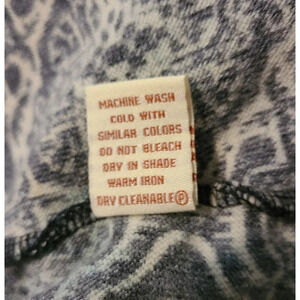 MACHINE WASH
COLD WITH
SIMILAR COLORS
DO NOT BLEACH
DRY IN SHADE
WARM IRON
DRY CLEANABLE Ⓟ